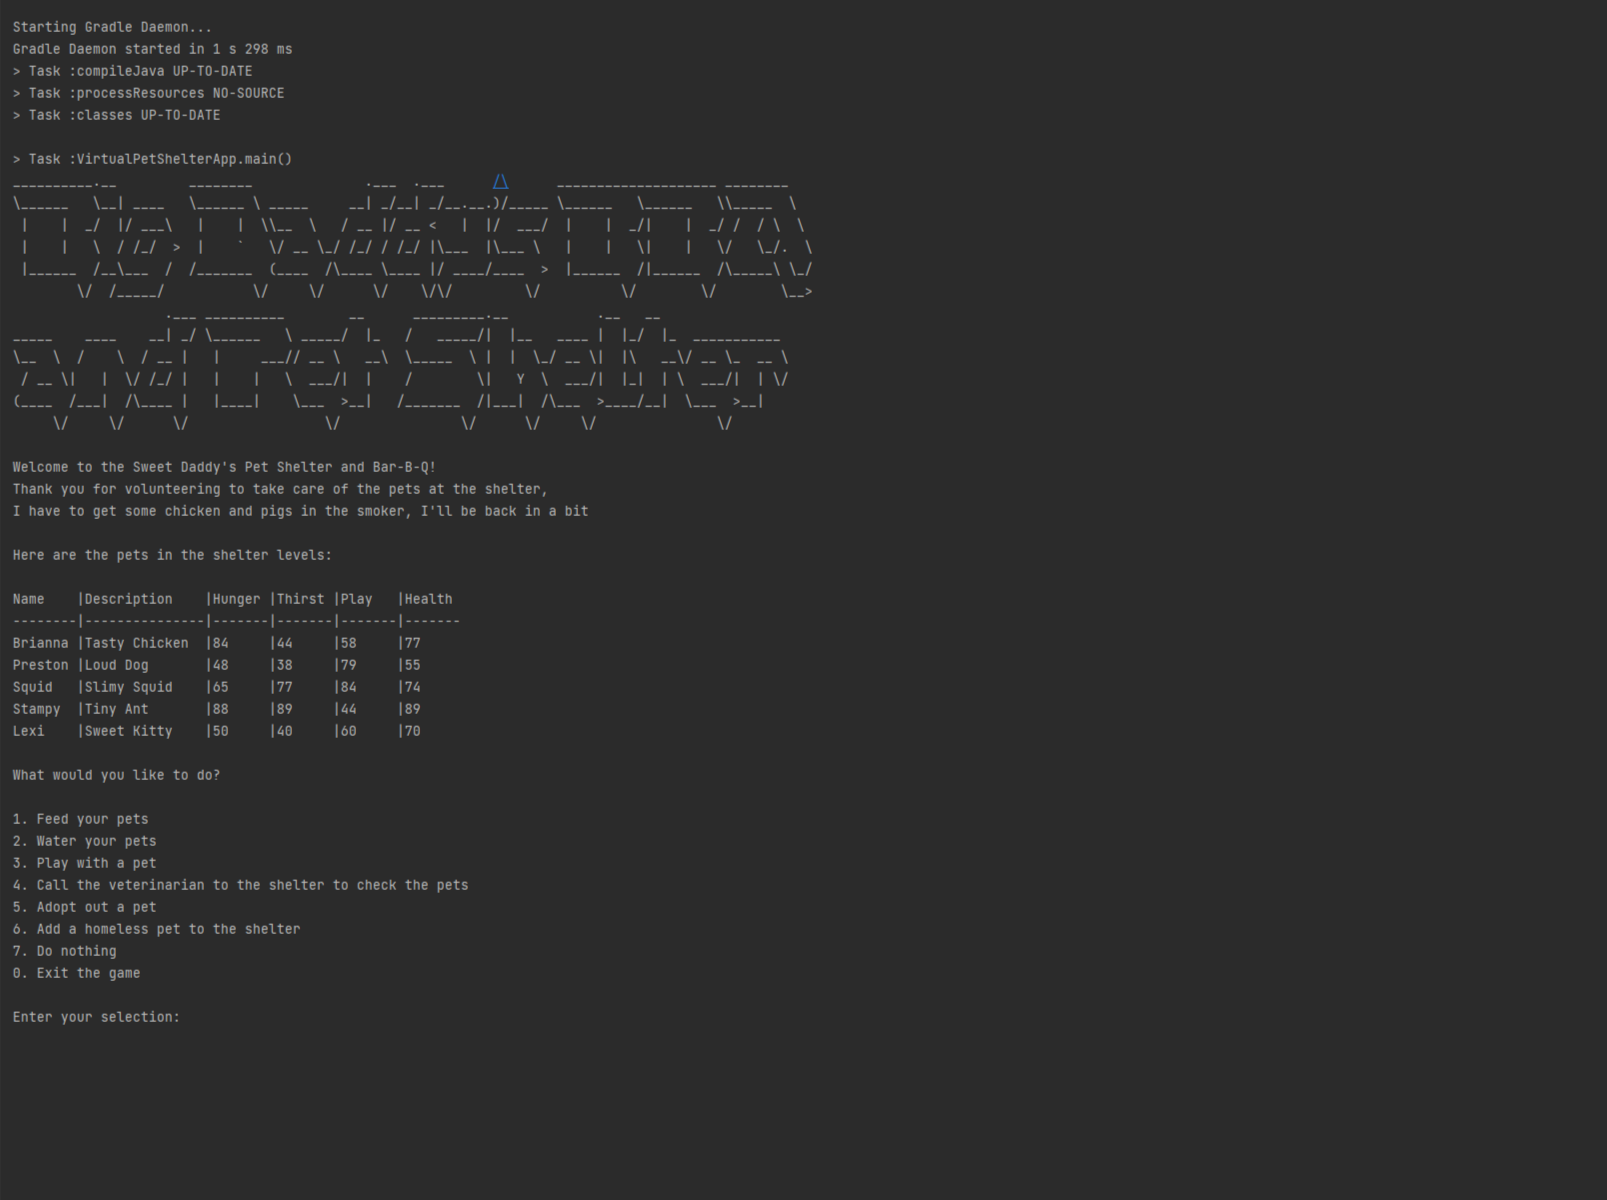 Starting Gradle Daemon...
Gradle Daemon started in 1 s 298 ms
> Task :compileJava UP-TO-DATE
> Task :processResources NO-SOURCE
> Task :classes UP-TO-DATE
> Task :VirtualPetShelterApp.main()
Big Daddy's BBQ
and Pet Shelter
Welcome to the Sweet Daddy's Pet Shelter and Bar-B-Q!
Thank you for volunteering to take care of the pets at the shelter,
I have to get some chicken and pigs in the smoker, I'll be back in a bit
Here are the pets in the shelter levels:
Name    |Description    |Hunger |Thirst |Play   |Health
--------|---------------|-------|-------|-------|-------
Brianna |Tasty Chicken  |84     |44     |58     |77
Preston |Loud Dog       |48     |38     |79     |55
Squid   |Slimy Squid    |65     |77     |84     |74
Stampy  |Tiny Ant       |88     |89     |44     |89
Lexi    |Sweet Kitty    |50     |40     |60     |70
What would you like to do?
1. Feed your pets
2. Water your pets
3. Play with a pet
4. Call the veterinarian to the shelter to check the pets
5. Adopt out a pet
6. Add a homeless pet to the shelter
7. Do nothing
0. Exit the game
Enter your selection: